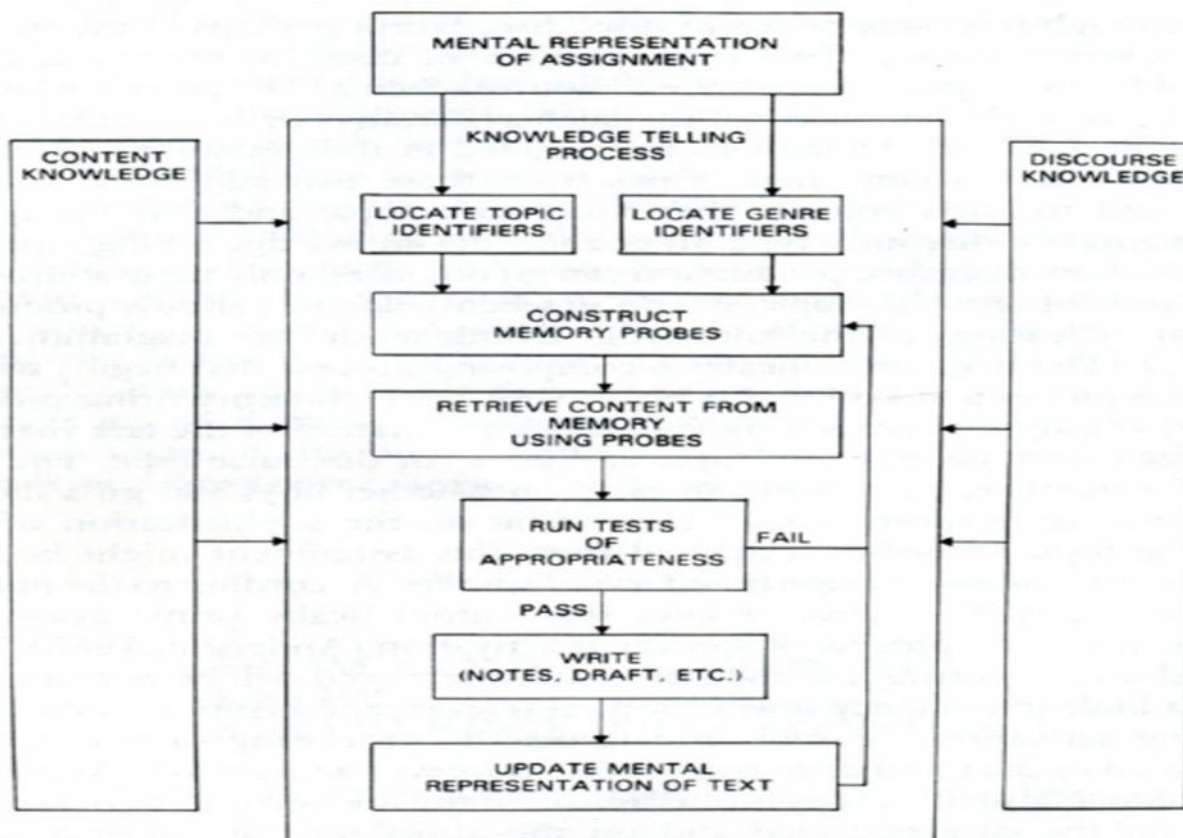 MENTAL REPRESENTATION
OF ASSIGNMENT
KNOWLEDGE TELLING
PROCESS
CONTENT
KNOWLEDGE
DISCOURSE
KNOWLEDGE
LOCATE TOPIC
IDENTIFIERS
LOCATE GENRE
IDENTIFIERS
CONSTRUCT
MEMORY PROBES
RETRIEVE CONTENT FROM
MEMORY
USING PROBES
RUN TESTS
OF
APPROPRIATENESS
FAIL
PASS
WRITE
(NOTES, DRAFT, ETC.)
UPDATE MENTAL
REPRESENTATION OF TEXT